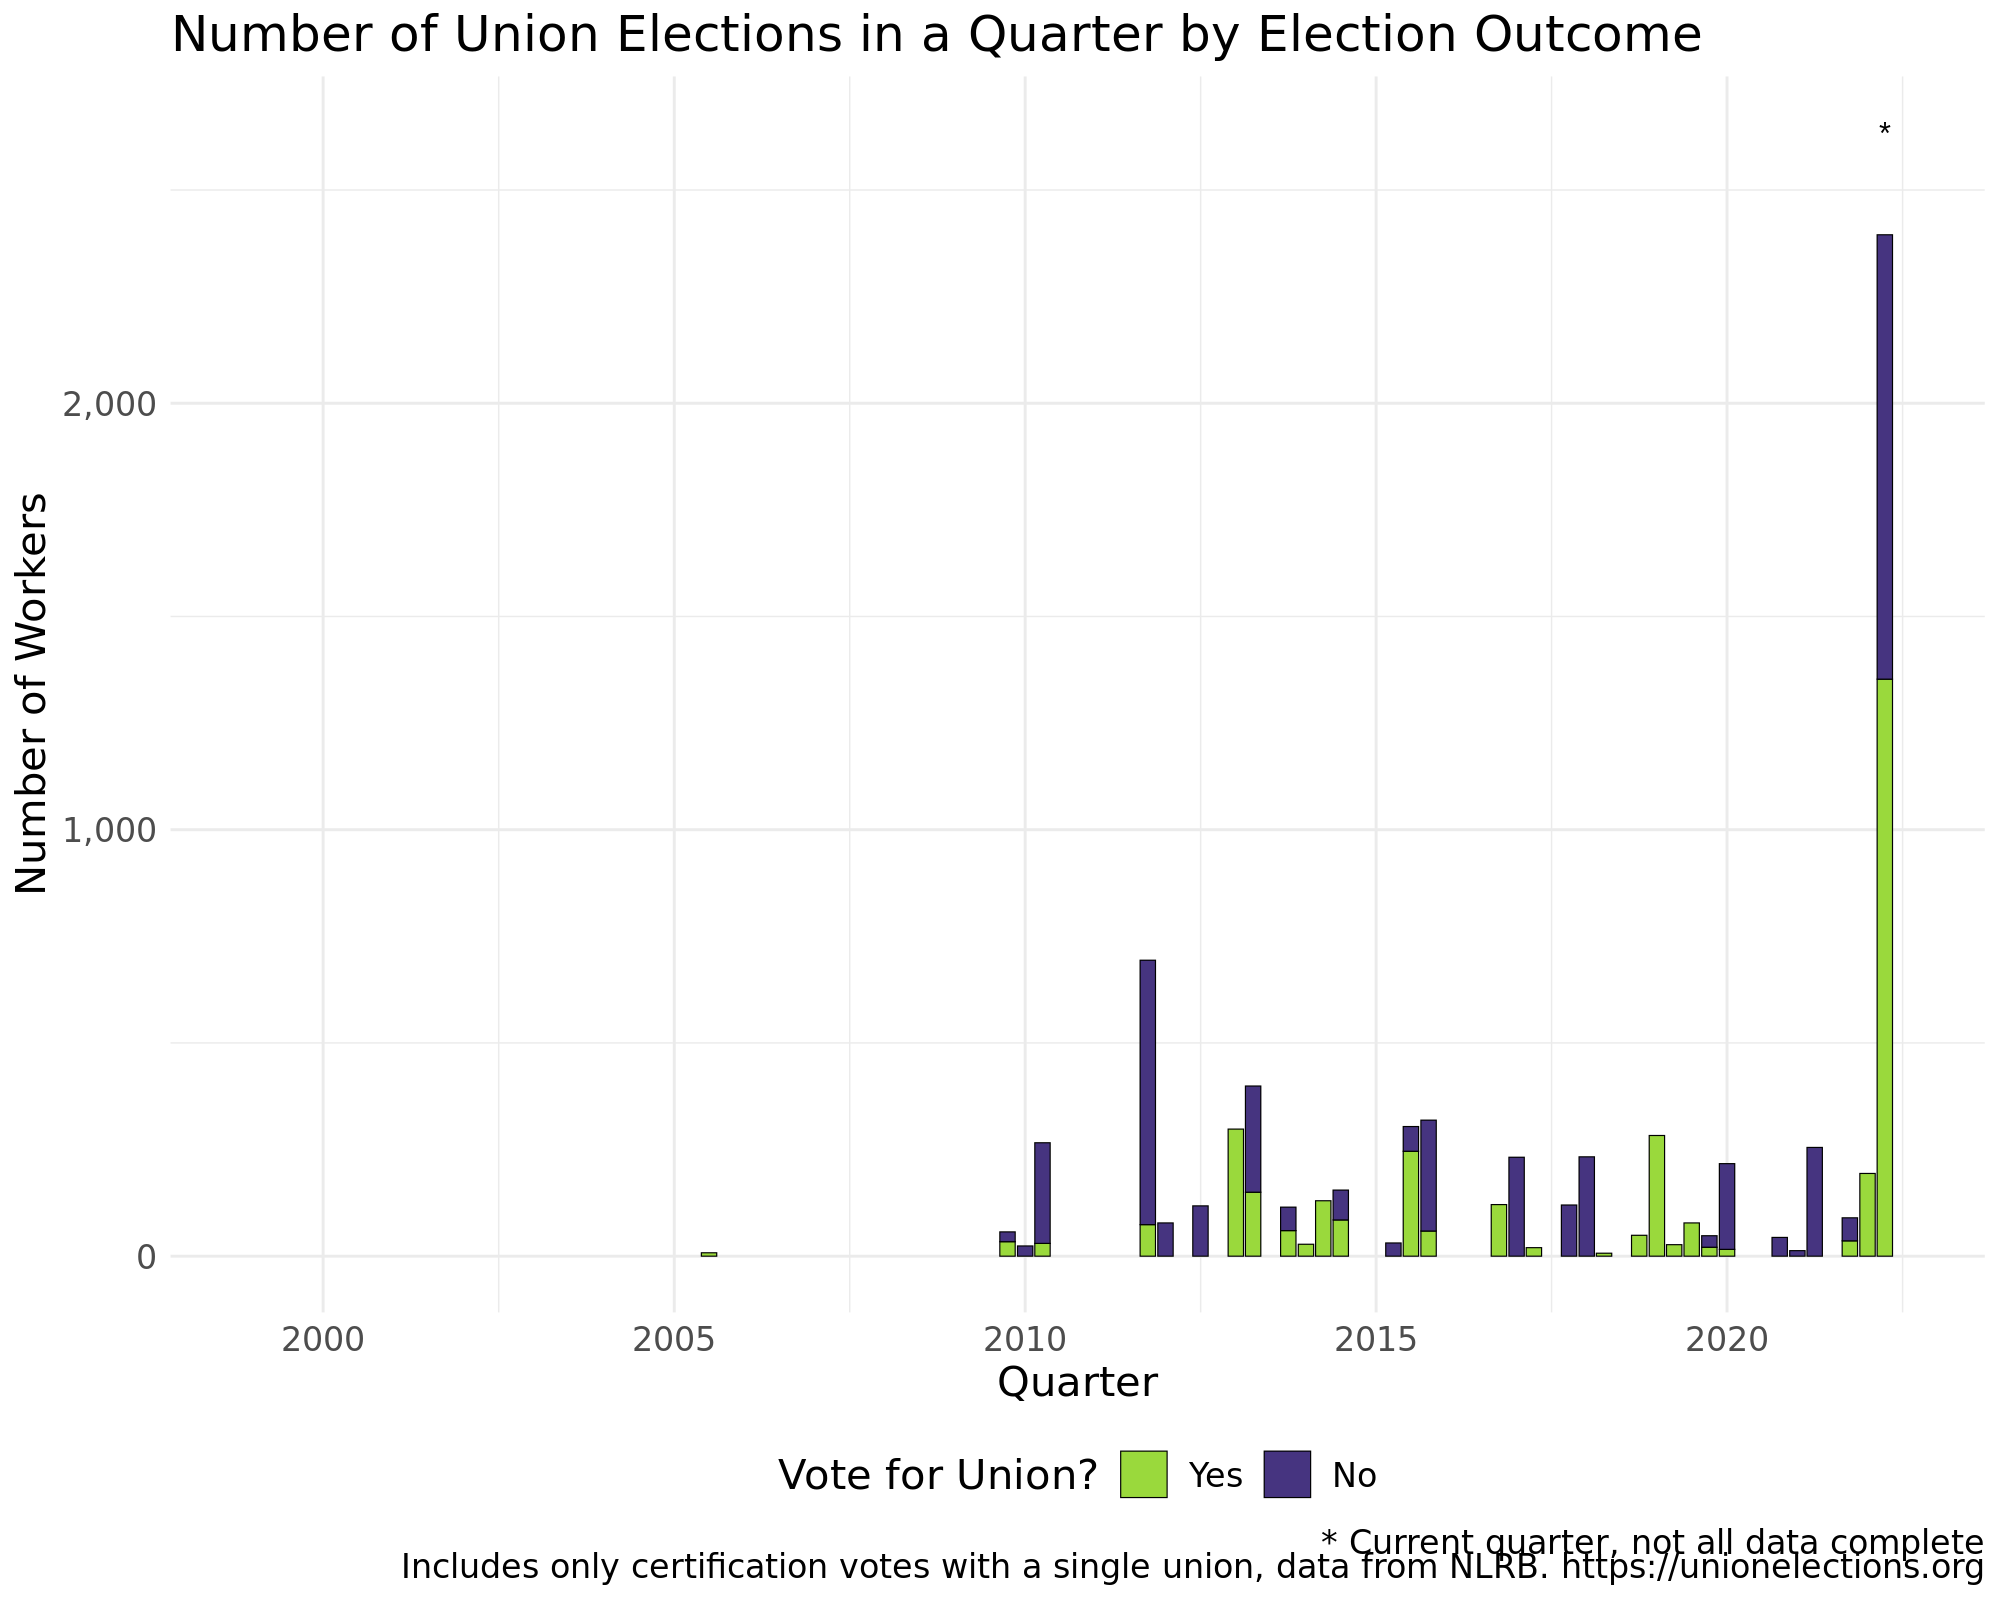 Number of Union Elections in a Quarter by Election Outcome
*
2,000
1,000
0
Number of Workers
2000 2005 2010 2015 2020
Quarter
Vote for Union? Yes No
* Current quarter, not all data complete
Includes only certification votes with a single union, data from NLRB. https://unionelections.org